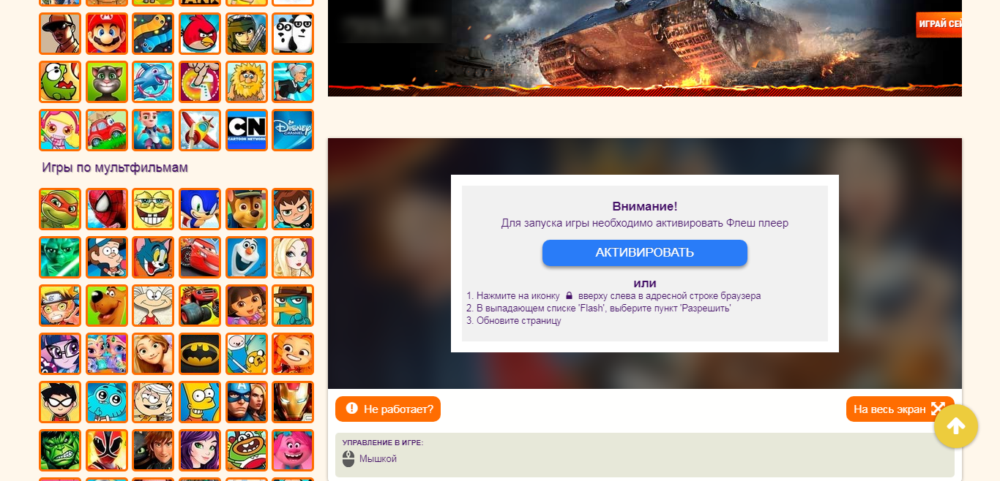 ИГРАЙ
CN
CARTOON NETWORK
Disney
CHANNEL
Игры по мультфильмам
Внимание!
Для запуска игры необходимо активировать Флеш плеер
АКТИВИРОВАТЬ
или
1. Нажмите на иконку вверху слева в адресной строке браузера
2. В выпадающем списке 'Flash', выберите пункт 'Разрешить'
3. Обновите страницу
Не работает?
На весь экран
УПРАВЛЕНИЕ В ИГРЕ:
Мышкой